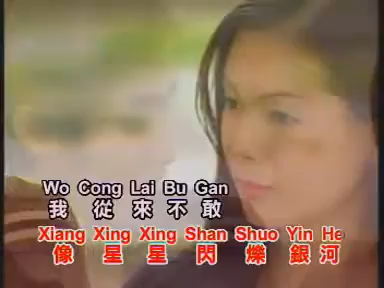 Wo Cong Lai Bu Gan
我 從 來 不 敢
Xiang Xing Xing Shan Shuo Yin He
像 星 星 閃 爍 銀 河